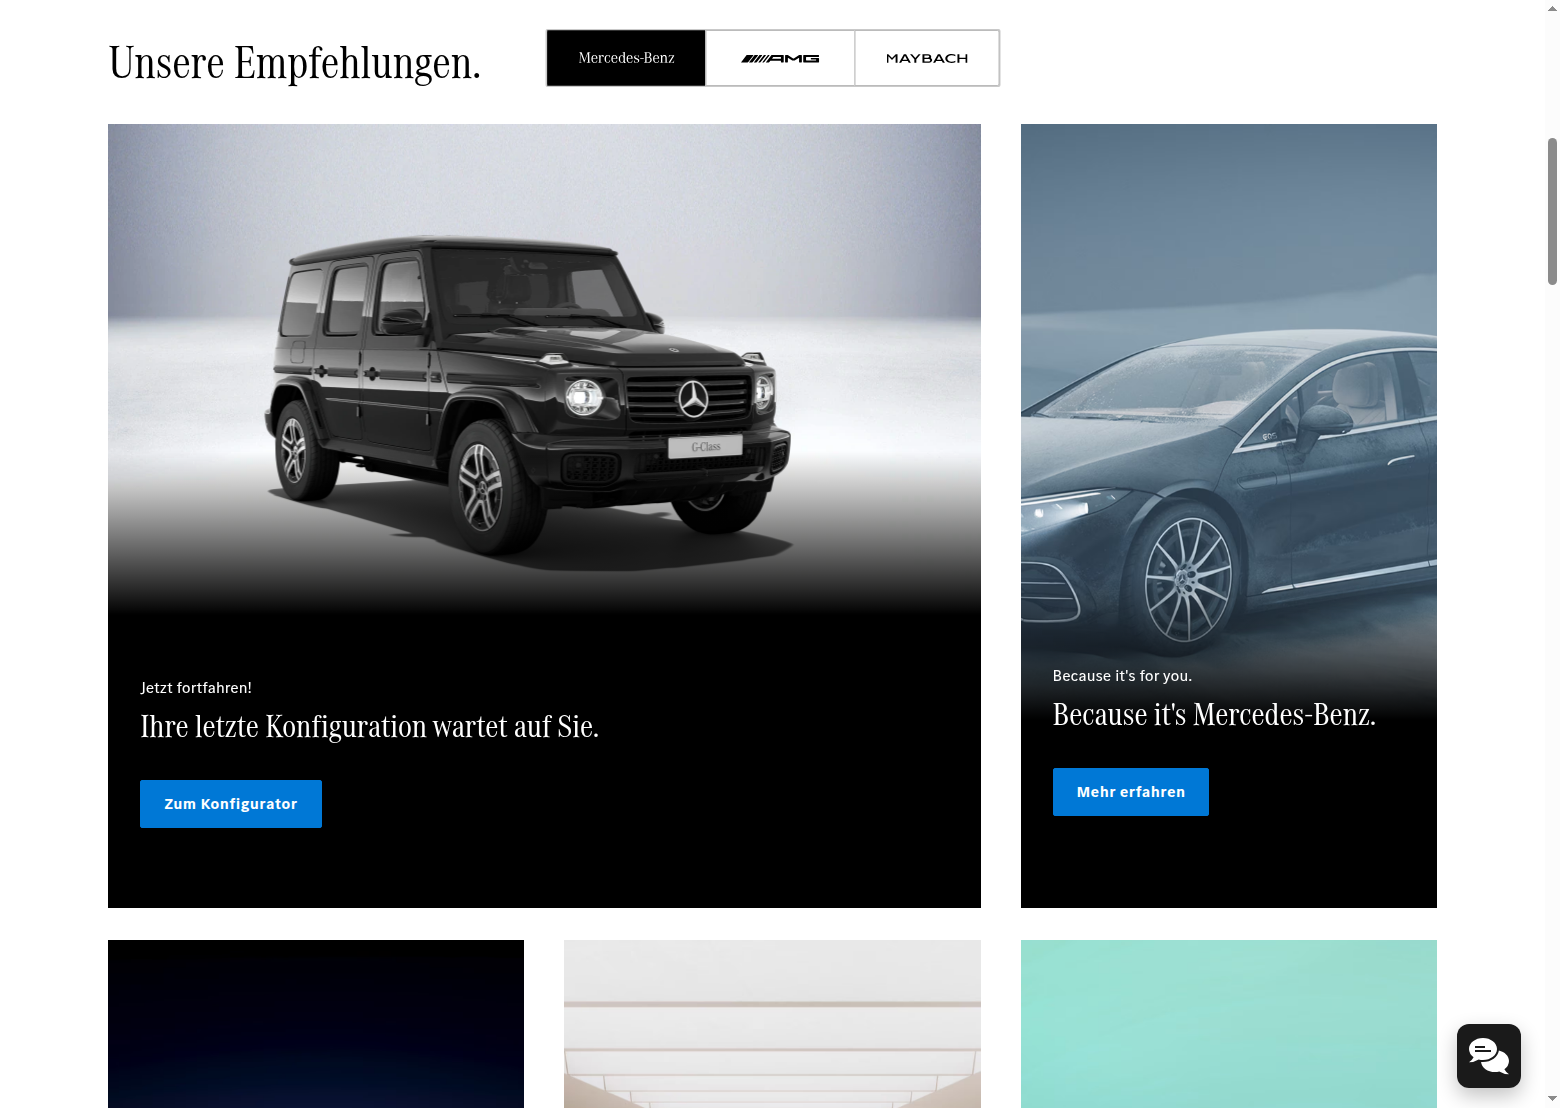 Unsere Empfehlungen.
Mercedes-Benz
AMG
MAYBACH
G-Class
Jetzt fortfahren!
Ihre letzte Konfiguration wartet auf Sie.
Zum Konfigurator
EQS
Because it's for you.
Because it's Mercedes-Benz.
Mehr erfahren